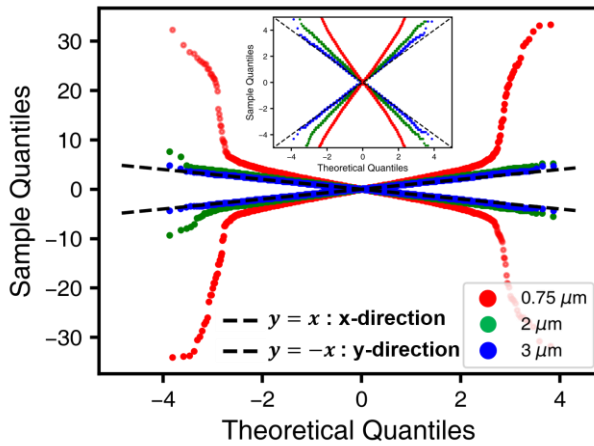 4
2
0
−2
−4
−4 −2 0 2 4
Sample Quantiles
Theoretical Quantiles
30
20
10
0
−10
−20
−30
Sample Quantiles
y = x : x-direction
y = −x : y-direction
0.75 μm
2 μm
3 μm
−4 −2 0 2 4
Theoretical Quantiles